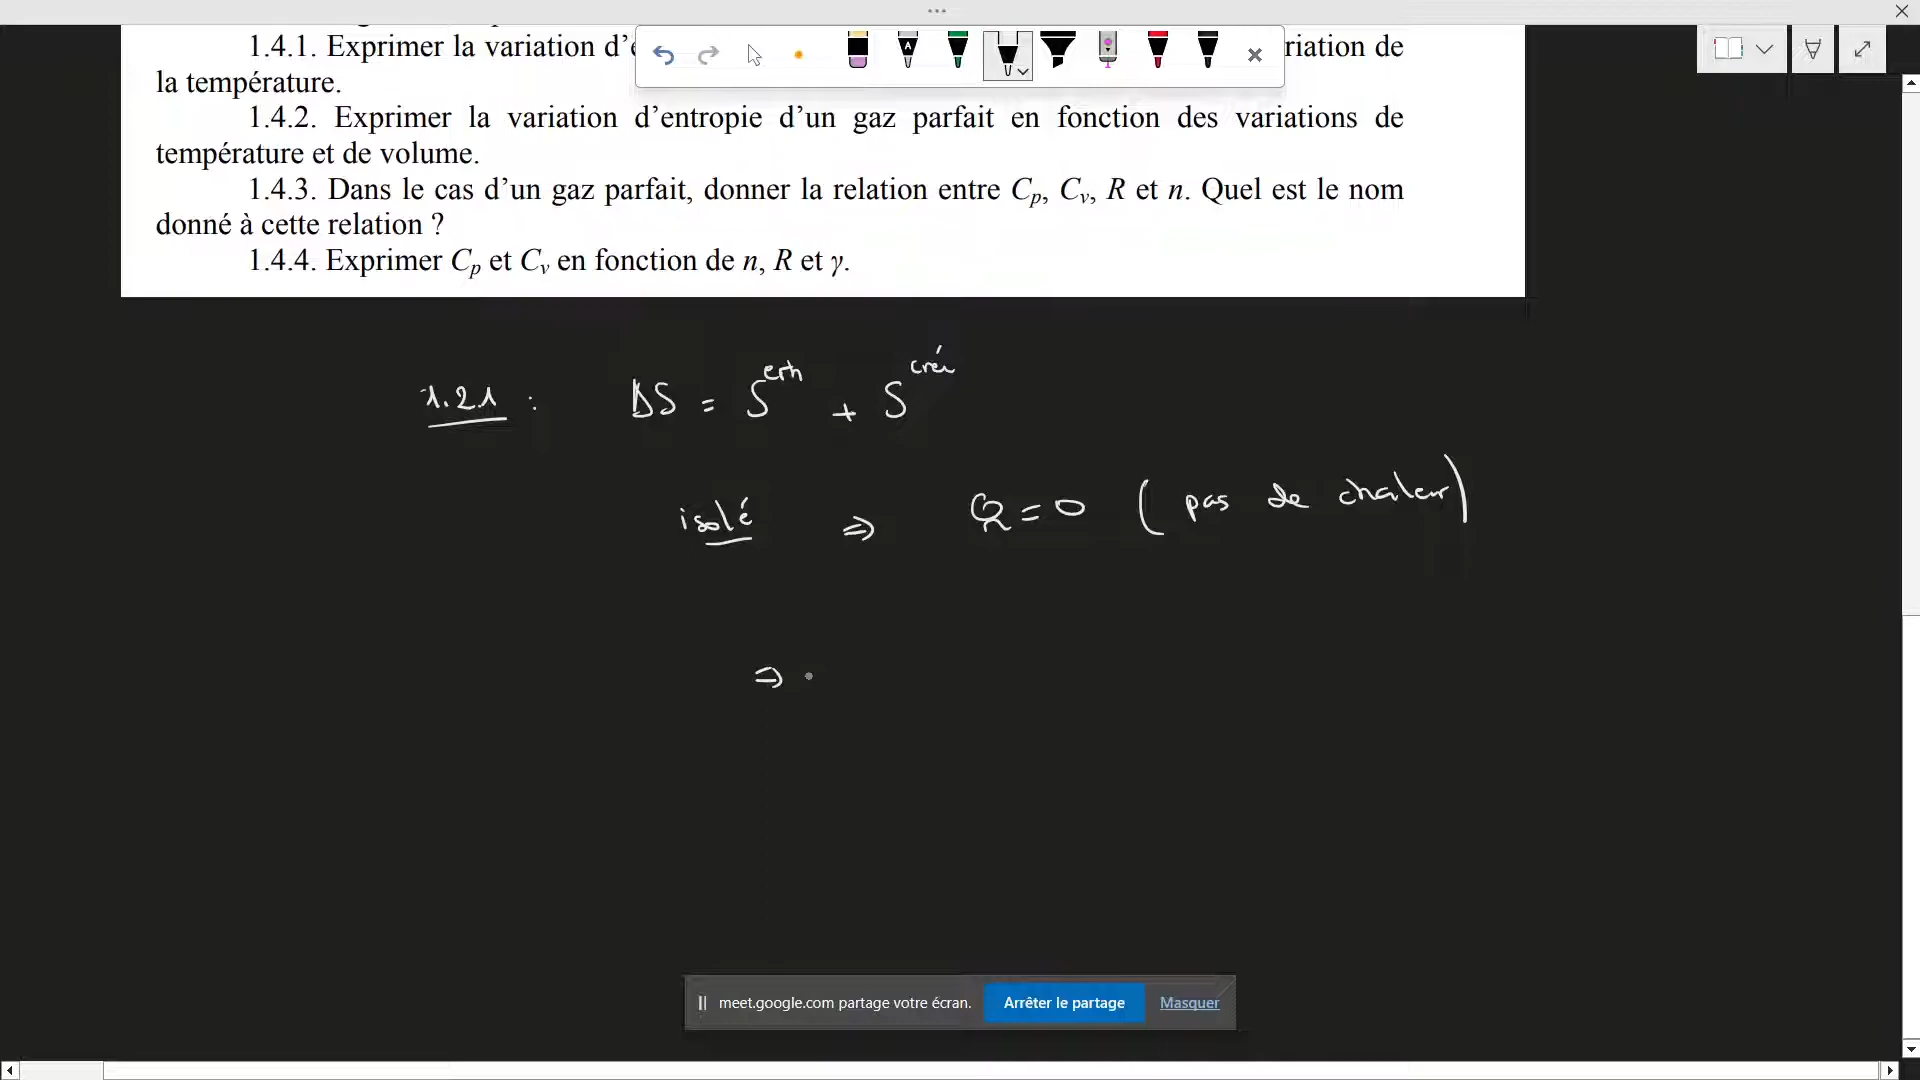 1.4.1. Exprimer la variation d’e riation de
la température.
1.4.2. Exprimer la variation d’entropie d’un gaz parfait en fonction des variations de
température et de volume.
1.4.3. Dans le cas d’un gaz parfait, donner la relation entre Cp, Cv, R et n. Quel est le nom
donné à cette relation ?
1.4.4. Exprimer Cp et Cv en fonction de n, R et γ.
1.2.1 : ΔS = S^éch + S^créé
isolé ⇒ Q = 0 ( pas de chaleur)
⇒
meet.google.com partage votre écran. Arrêter le partage Masquer